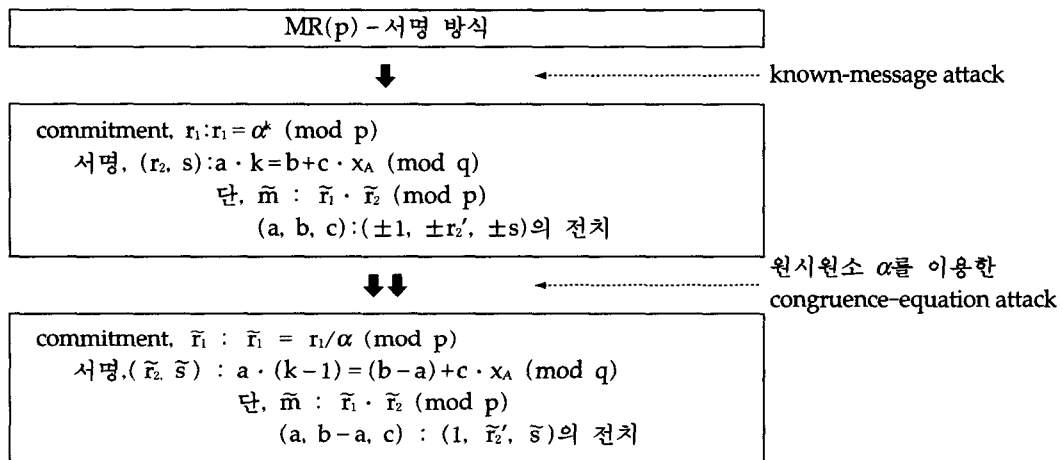 MR(p) - 서명 방식
known-message attack
commitment, r₁:r₁ = αᵏ (mod p)
서명, (r₂, s):a · k=b+c · x_A (mod q)
단, m̃ : r̃₁ · r̃₂ (mod p)
(a, b, c):(±1, ±r₂′, ±s)의 전치
원시원소 α를 이용한
congruence-equation attack
commitment, r̃₁ : r̃₁ = r₁/α (mod p)
서명,(r̃₂, s̃) : a · (k-1)=(b-a)+c · x_A (mod q)
단, m̃ : r̃₁ · r̃₂ (mod p)
(a, b-a, c) : (1, r̃₂′, s̃)의 전치